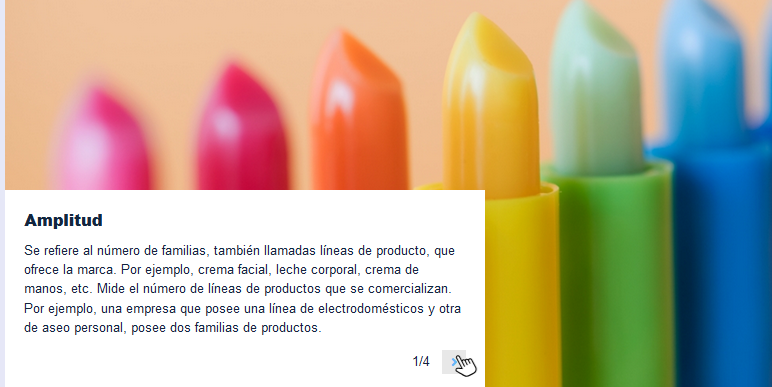 Amplitud
Se refiere al número de familias, también llamadas líneas de producto, que
ofrece la marca. Por ejemplo, crema facial, leche corporal, crema de
manos, etc. Mide el número de líneas de productos que se comercializan.
Por ejemplo, una empresa que posee una línea de electrodomésticos y otra
de aseo personal, posee dos familias de productos.
1/4